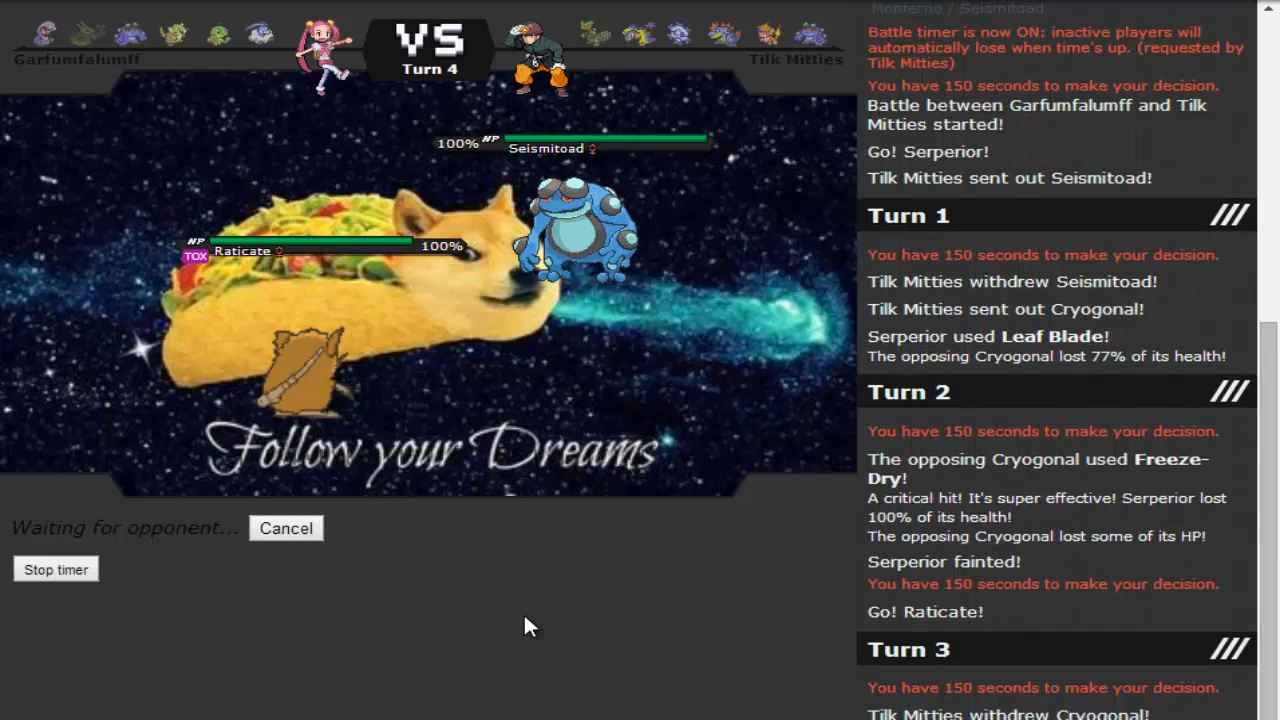 Garfumfalumff
VS
Turn 4
Tilk Mitties
100% HP
Seismitoad
HP
TOX
Raticate
100%
Follow your Dreams
Waiting for opponent...
Cancel
Stop timer
Monferno / Seismitoad
Battle timer is now ON: inactive players will
automatically lose when time's up. (requested by
Tilk Mitties)
You have 150 seconds to make your decision.
Battle between Garfumfalumff and Tilk
Mitties started!
Go! Serperior!
Tilk Mitties sent out Seismitoad!
Turn 1
You have 150 seconds to make your decision.
Tilk Mitties withdrew Seismitoad!
Tilk Mitties sent out Cryogonal!
Serperior used Leaf Blade!
The opposing Cryogonal lost 77% of its health!
Turn 2
You have 150 seconds to make your decision.
The opposing Cryogonal used Freeze-
Dry!
A critical hit! It's super effective! Serperior lost
100% of its health!
The opposing Cryogonal lost some of its HP!
Serperior fainted!
You have 150 seconds to make your decision.
Go! Raticate!
Turn 3
You have 150 seconds to make your decision.
Tilk Mitties withdrew Cryogonal!